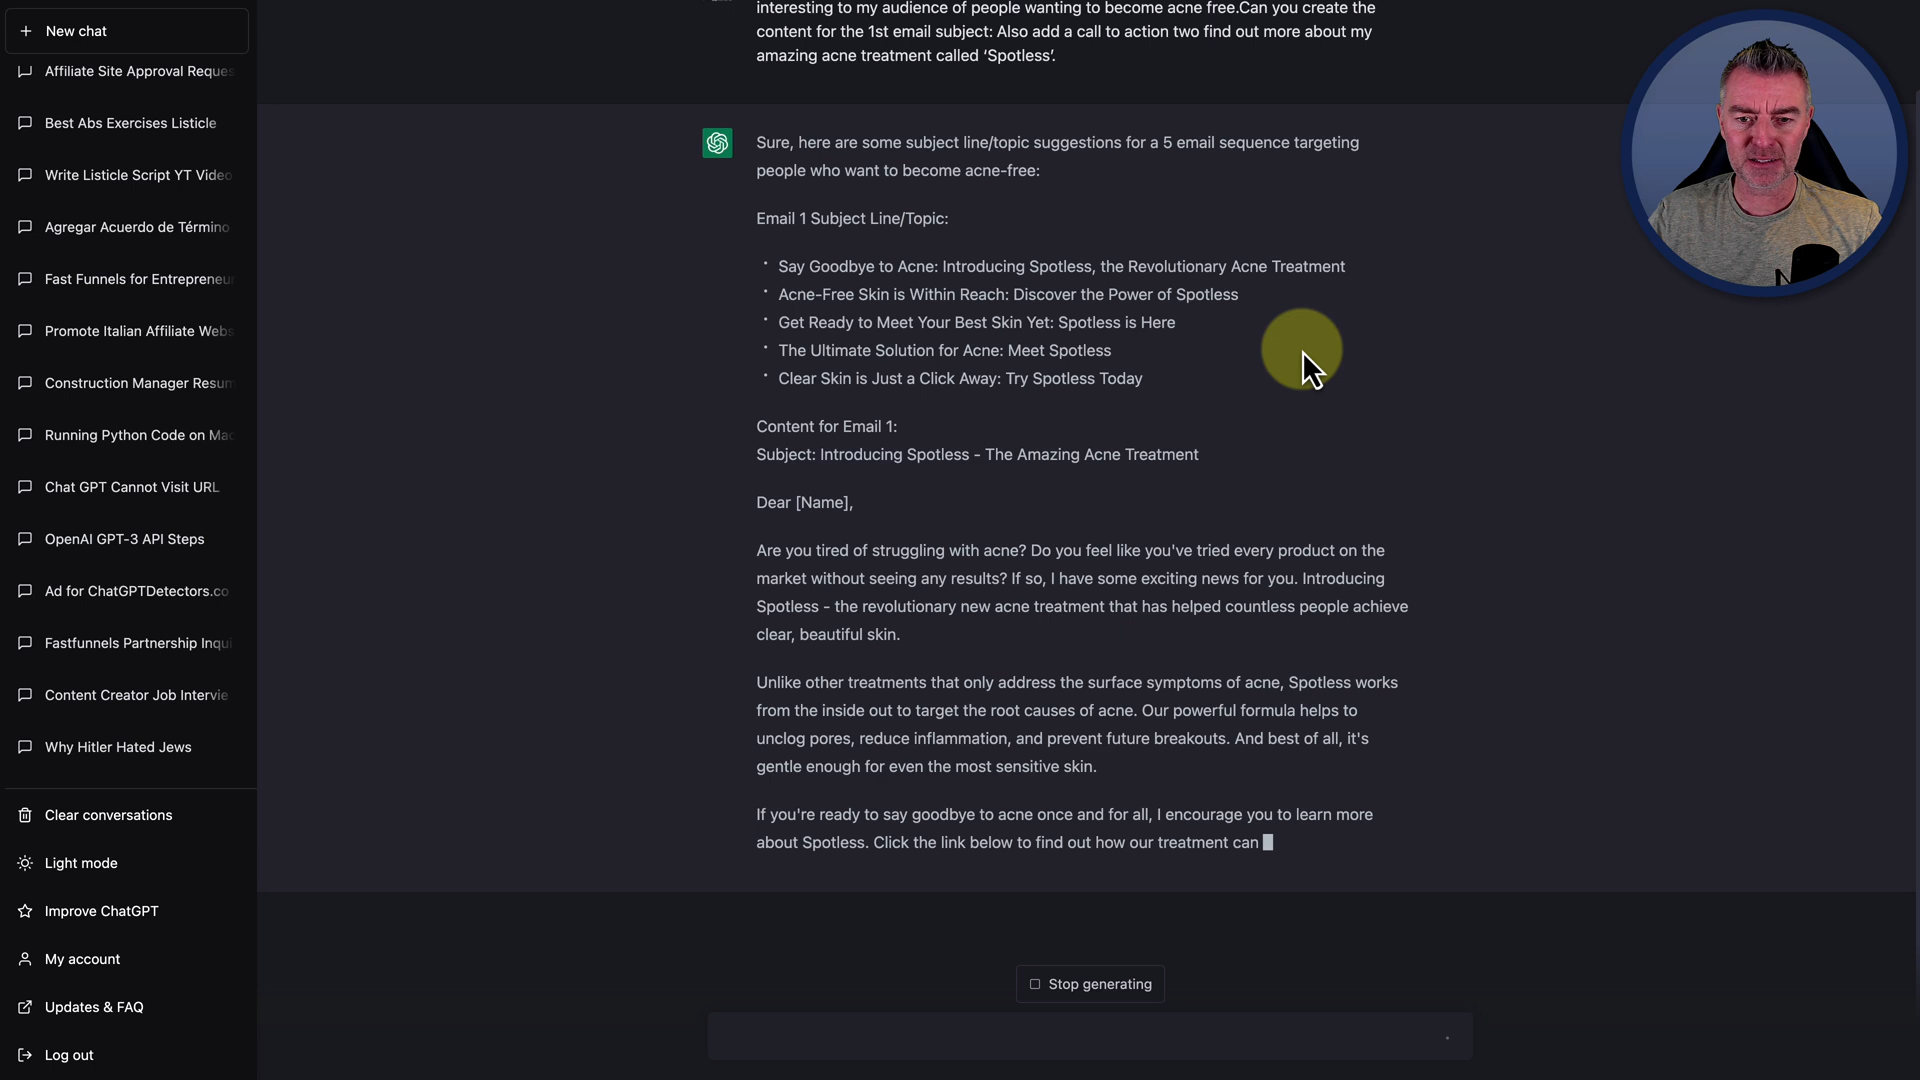 New chat
Affiliate Site Approval Reques
Best Abs Exercises Listicle
Write Listicle Script YT Video
Agregar Acuerdo de Término
Fast Funnels for Entrepreneur
Promote Italian Affiliate Webs
Construction Manager Resum
Running Python Code on Mac
Chat GPT Cannot Visit URL
OpenAI GPT-3 API Steps
Ad for ChatGPTDetectors.co
Fastfunnels Partnership Inqui
Content Creator Job Intervie
Why Hitler Hated Jews
Clear conversations
Light mode
Improve ChatGPT
My account
Updates & FAQ
Log out
interesting to my audience of people wanting to become acne free.Can you create the
content for the 1st email subject: Also add a call to action two find out more about my
amazing acne treatment called ‘Spotless’.
Sure, here are some subject line/topic suggestions for a 5 email sequence targeting
people who want to become acne-free:
Email 1 Subject Line/Topic:
• Say Goodbye to Acne: Introducing Spotless, the Revolutionary Acne Treatment
• Acne-Free Skin is Within Reach: Discover the Power of Spotless
• Get Ready to Meet Your Best Skin Yet: Spotless is Here
• The Ultimate Solution for Acne: Meet Spotless
• Clear Skin is Just a Click Away: Try Spotless Today
Content for Email 1:
Subject: Introducing Spotless - The Amazing Acne Treatment
Dear [Name],
Are you tired of struggling with acne? Do you feel like you've tried every product on the
market without seeing any results? If so, I have some exciting news for you. Introducing
Spotless - the revolutionary new acne treatment that has helped countless people achieve
clear, beautiful skin.
Unlike other treatments that only address the surface symptoms of acne, Spotless works
from the inside out to target the root causes of acne. Our powerful formula helps to
unclog pores, reduce inflammation, and prevent future breakouts. And best of all, it's
gentle enough for even the most sensitive skin.
If you're ready to say goodbye to acne once and for all, I encourage you to learn more
about Spotless. Click the link below to find out how our treatment can
Stop generating